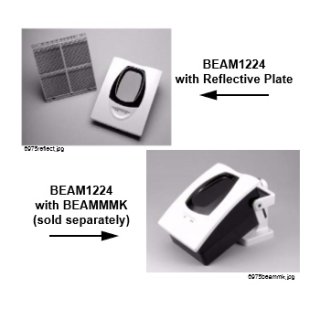 BEAM1224
with Reflective Plate
6975reflect.jpg
BEAM1224
with BEAMMMK
(sold separately)
6975beammk.jpg